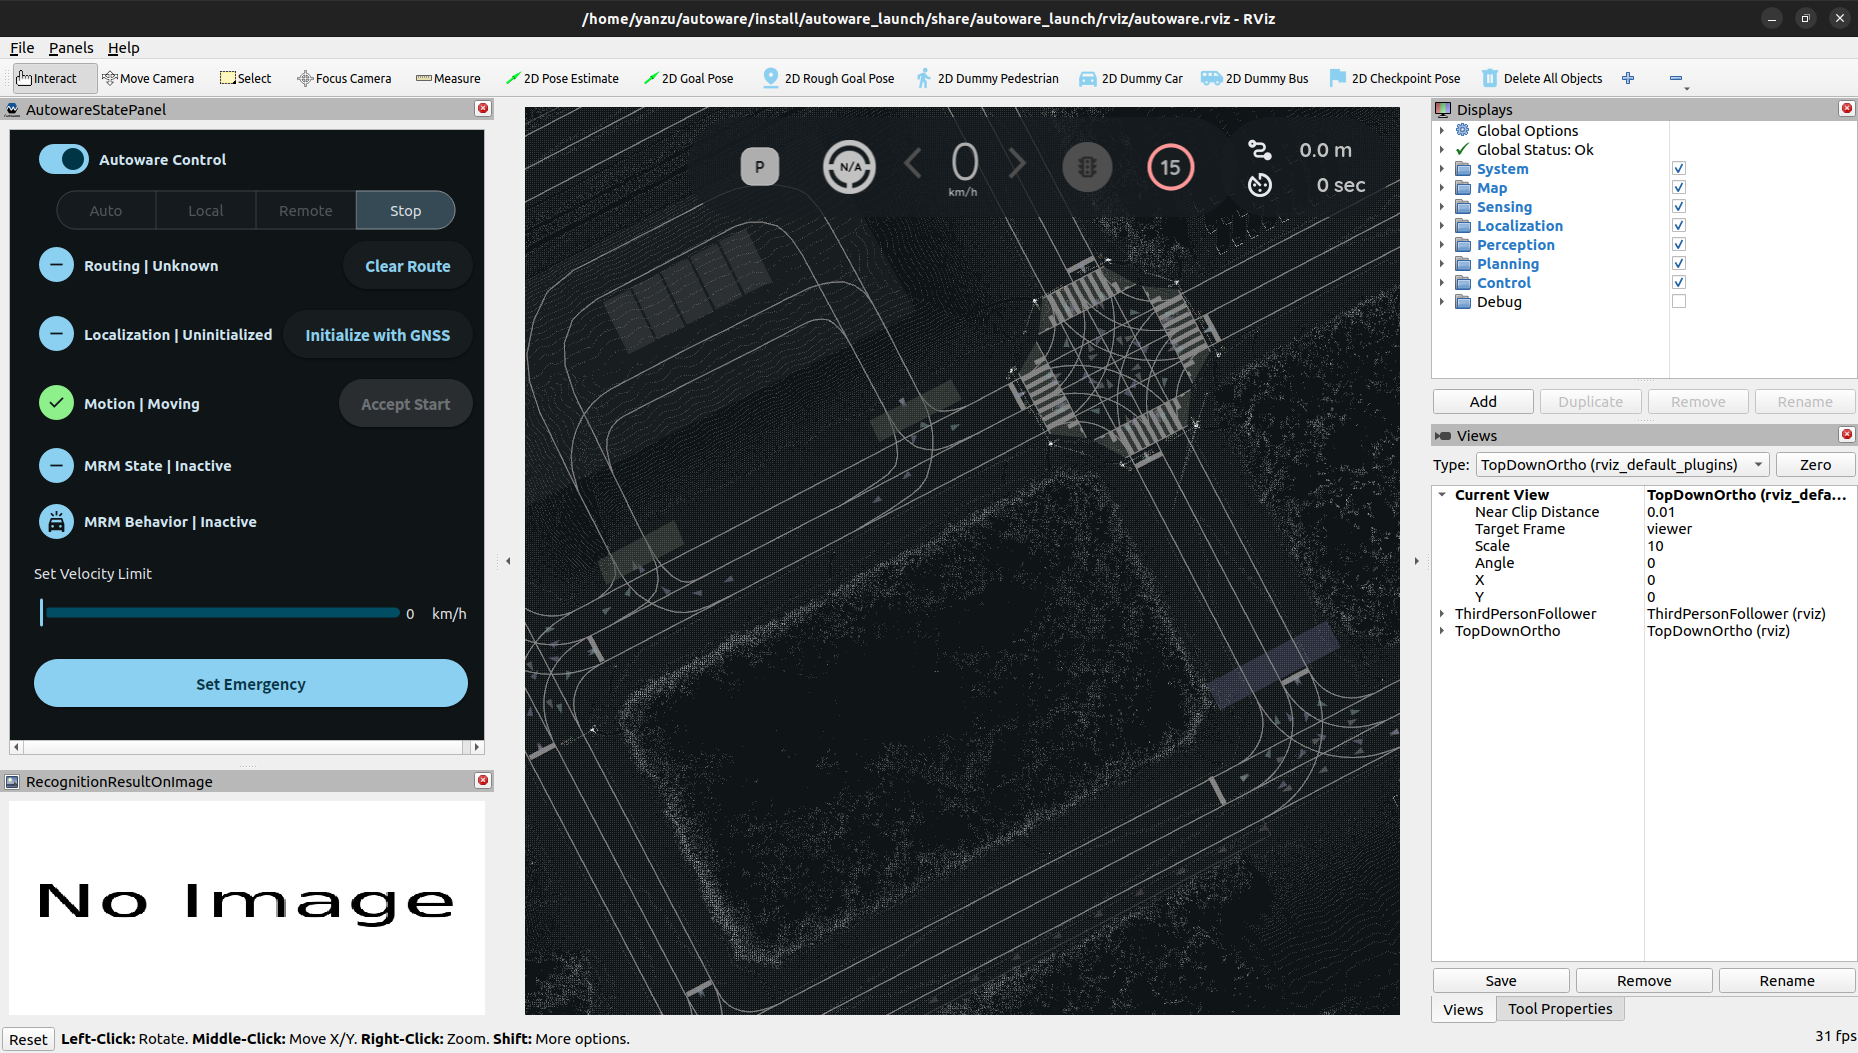 /home/yanzu/autoware/install/autoware_launch/share/autoware_launch/rviz/autoware.rviz - RViz
File Panels Help
Interact Move Camera Select Focus Camera Measure 2D Pose Estimate 2D Goal Pose 2D Rough Goal Pose 2D Dummy Pedestrian 2D Dummy Car 2D Dummy Bus 2D Checkpoint Pose Delete All Objects
AutowareStatePanel
Autoware Control
Auto Local Remote Stop
Routing | Unknown Clear Route
Localization | Uninitialized Initialize with GNSS
Motion | Moving Accept Start
MRM State | Inactive
MRM Behavior | Inactive
Set Velocity Limit
0 km/h
Set Emergency
RecognitionResultOnImage
No Image
P N/A 0 km/h 15 0.0 m
0 sec
Displays
Global Options
Global Status: Ok
System
Map
Sensing
Localization
Perception
Planning
Control
Debug
Add Duplicate Remove Rename
Views
Type: TopDownOrtho (rviz_default_plugins) Zero
Current View TopDownOrtho (rviz_defa...
Near Clip Distance 0.01
Target Frame viewer
Scale 10
Angle 0
X 0
Y 0
ThirdPersonFollower ThirdPersonFollower (rviz)
TopDownOrtho TopDownOrtho (rviz)
Save Remove Rename
Views Tool Properties
Reset Left-Click: Rotate. Middle-Click: Move X/Y. Right-Click: Zoom. Shift: More options. 31 fps